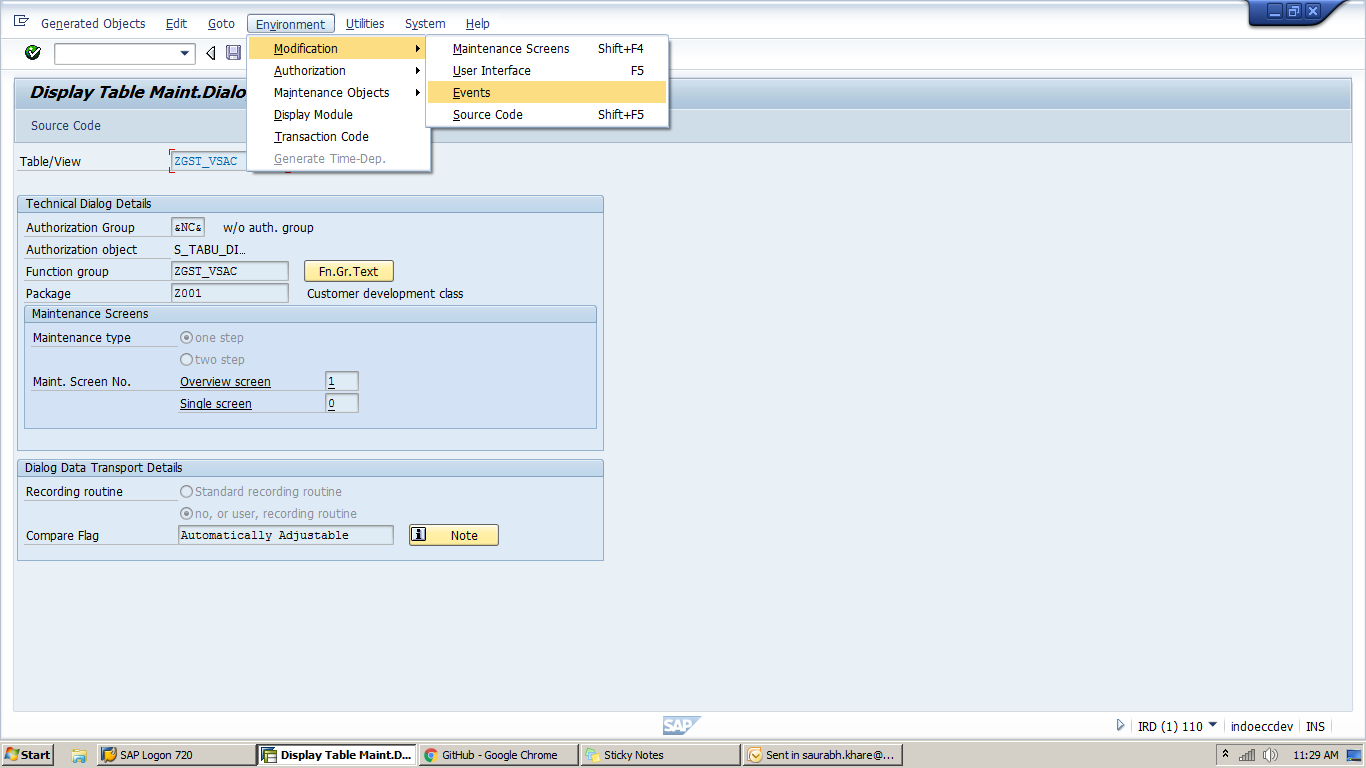 Generated Objects Edit Goto Environment Utilities System Help
Modification Maintenance Screens Shift+F4
Authorization User Interface F5
Maintenance Objects Events
Display Module Source Code Shift+F5
Transaction Code
Generate Time-Dep.
Display Table Maint.Dialo
Source Code
Table/View ZGST_VSAC
Technical Dialog Details
Authorization Group &NC& w/o auth. group
Authorization object S_TABU_DI...
Function group ZGST_VSAC Fn.Gr.Text
Package Z001 Customer development class
Maintenance Screens
Maintenance type one step
two step
Maint. Screen No. Overview screen 1
Single screen 0
Dialog Data Transport Details
Recording routine Standard recording routine
no, or user, recording routine
Compare Flag Automatically Adjustable Note
SAP IRD (1) 110 indoeccdev INS
Start SAP Logon 720 Display Table Maint.D... GitHub - Google Chrome Sticky Notes Sent in saurabh.khare@... 11:29 AM